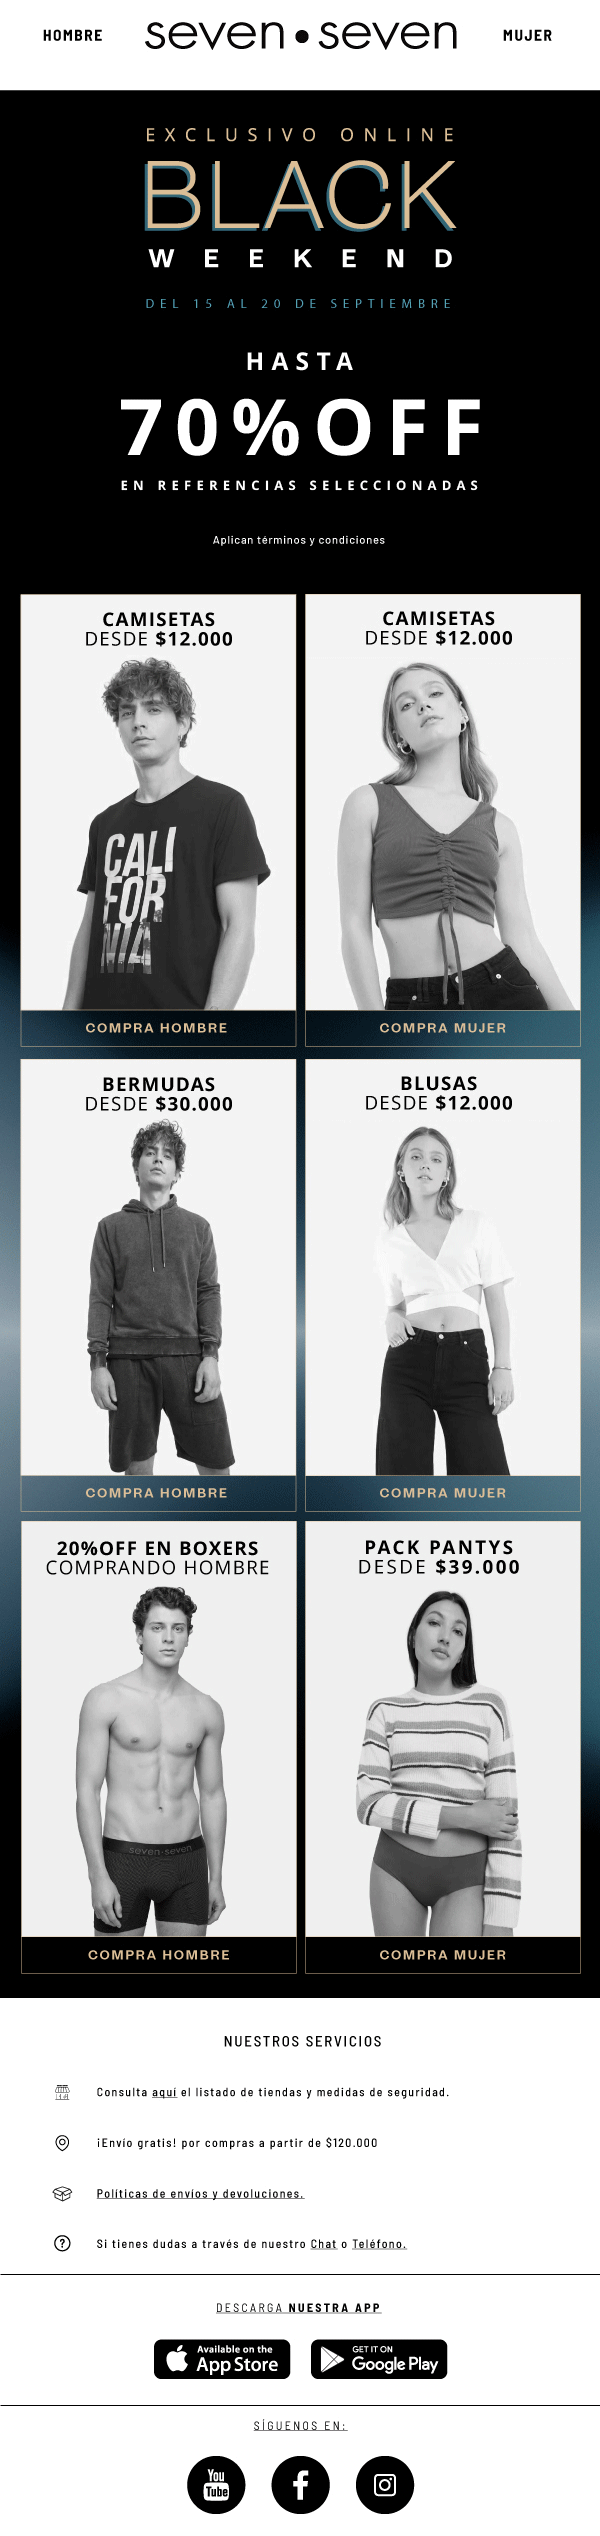 HOMBRE
seven•seven
MUJER
EXCLUSIVO ONLINE
BLACK
WEEKEND
DEL 15 AL 20 DE SEPTIEMBRE
HASTA
70%OFF
EN REFERENCIAS SELECCIONADAS
Aplican términos y condiciones
CAMISETAS
DESDE $12.000
CALI
FOR
NIA
COMPRA HOMBRE
CAMISETAS
DESDE $12.000
COMPRA MUJER
BERMUDAS
DESDE $30.000
COMPRA HOMBRE
BLUSAS
DESDE $12.000
COMPRA MUJER
20%OFF EN BOXERS
COMPRANDO HOMBRE
seven•seven
COMPRA HOMBRE
PACK PANTYS
DESDE $39.000
COMPRA MUJER
NUESTROS SERVICIOS
Consulta aquí el listado de tiendas y medidas de seguridad.
¡Envío gratis! por compras a partir de $120.000
Políticas de envíos y devoluciones.
Si tienes dudas a través de nuestro Chat o Teléfono.
DESCARGA NUESTRA APP
Available on the
App Store
GET IT ON
Google Play
SÍGUENOS EN:
You
Tube